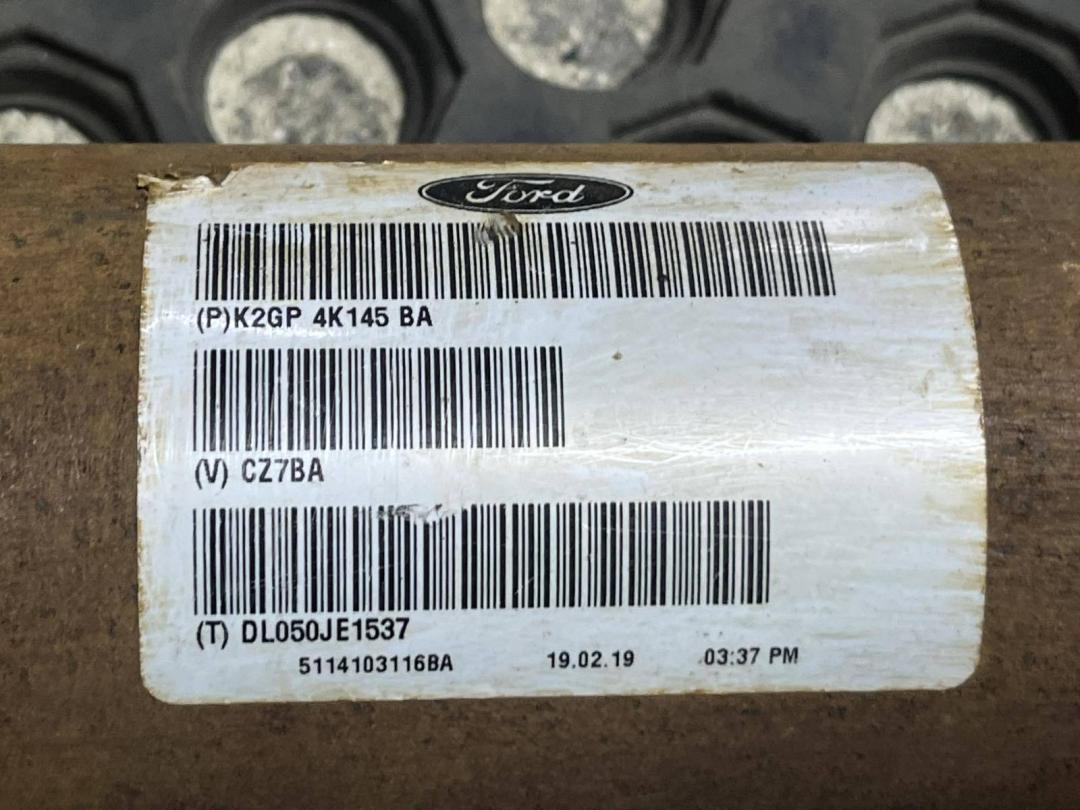 Ford
(P)K2GP 4K145 BA
(V) CZ7BA
(T) DL050JE1537
5114103116BA 19.02.19 03:37 PM